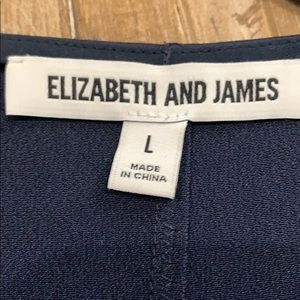 ELIZABETH AND JAMES
L
MADE
IN CHINA